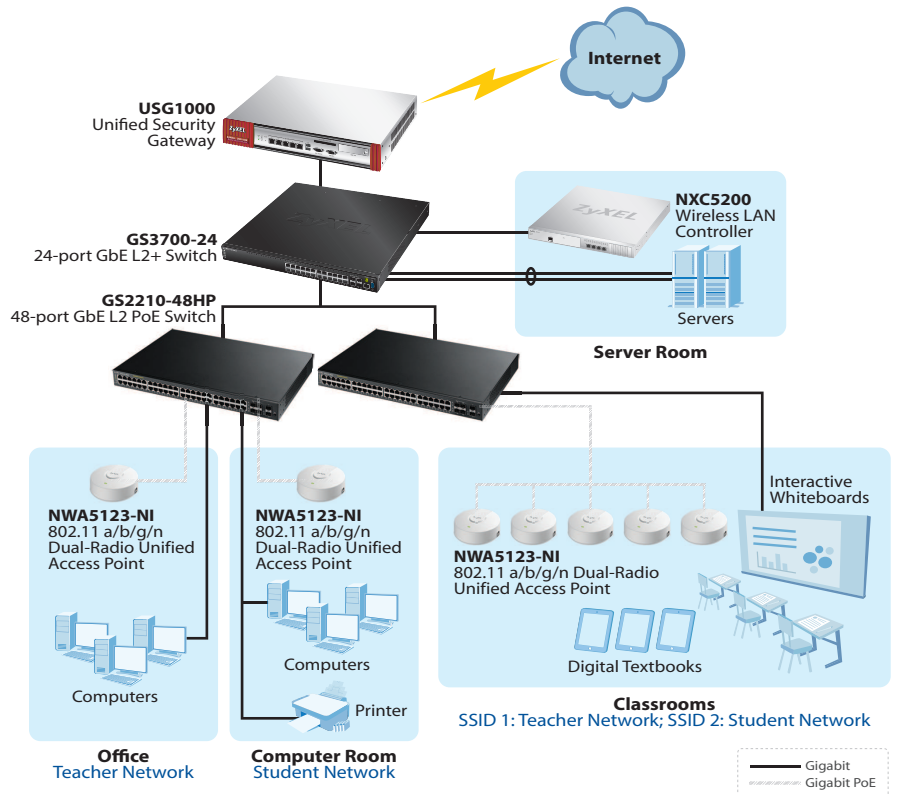 Internet
USG1000
Unified Security
Gateway
ZyXEL
ZyXEL
GS3700-24
24-port GbE L2+ Switch
NXC5200
Wireless LAN
Controller
ZyXEL
Servers
Server Room
GS2210-48HP
48-port GbE L2 PoE Switch
NWA5123-NI
802.11 a/b/g/n
Dual-Radio Unified
Access Point
Computers
Office
Teacher Network
NWA5123-NI
802.11 a/b/g/n
Dual-Radio Unified
Access Point
Computers
Printer
Computer Room
Student Network
NWA5123-NI
802.11 a/b/g/n Dual-Radio
Unified Access Point
Interactive
Whiteboards
Digital Textbooks
Classrooms
SSID 1: Teacher Network; SSID 2: Student Network
Gigabit
Gigabit PoE